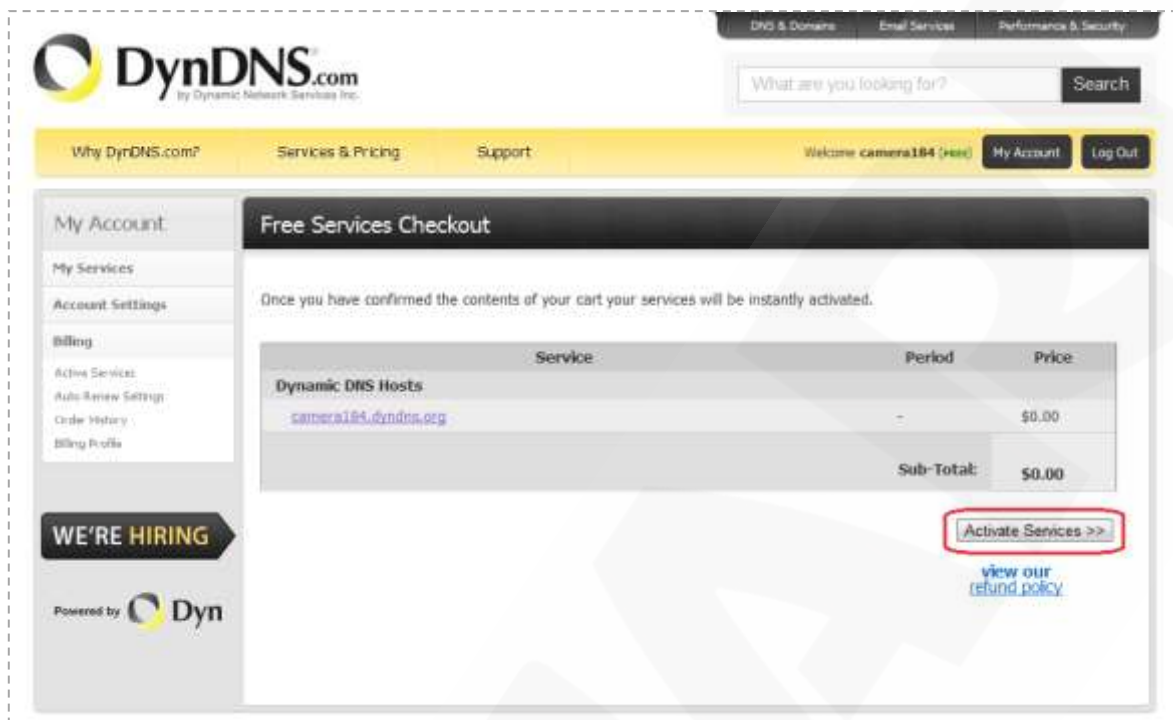 DNS & Domains Email Services Performance & Security
DynDNS.com
by Dynamic Network Services Inc.
What are you looking for? Search
Why DynDNS.com? Services & Pricing Support Welcome camera184 (FREE) My Account Log Out
My Account
Free Services Checkout
My Services
Account Settings
Billing
Active Services
Auto Renew Settings
Order History
Billing Profile
Once you have confirmed the contents of your cart your services will be instantly activated.
Service Period Price
Dynamic DNS Hosts
camera184.dyndns.org - $0.00
Sub-Total: $0.00
Activate Services >>
view our
refund policy
WE'RE HIRING
Powered by Dyn